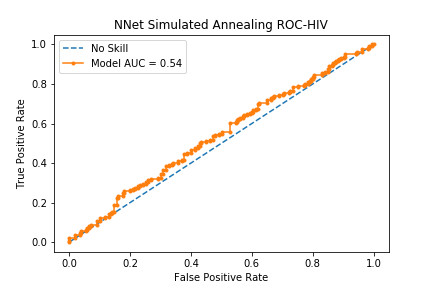 NNet Simulated Annealing ROC-HIV
No Skill
Model AUC = 0.54
True Positive Rate
1.0
0.8
0.6
0.4
0.2
0.0
0.0 0.2 0.4 0.6 0.8 1.0
False Positive Rate